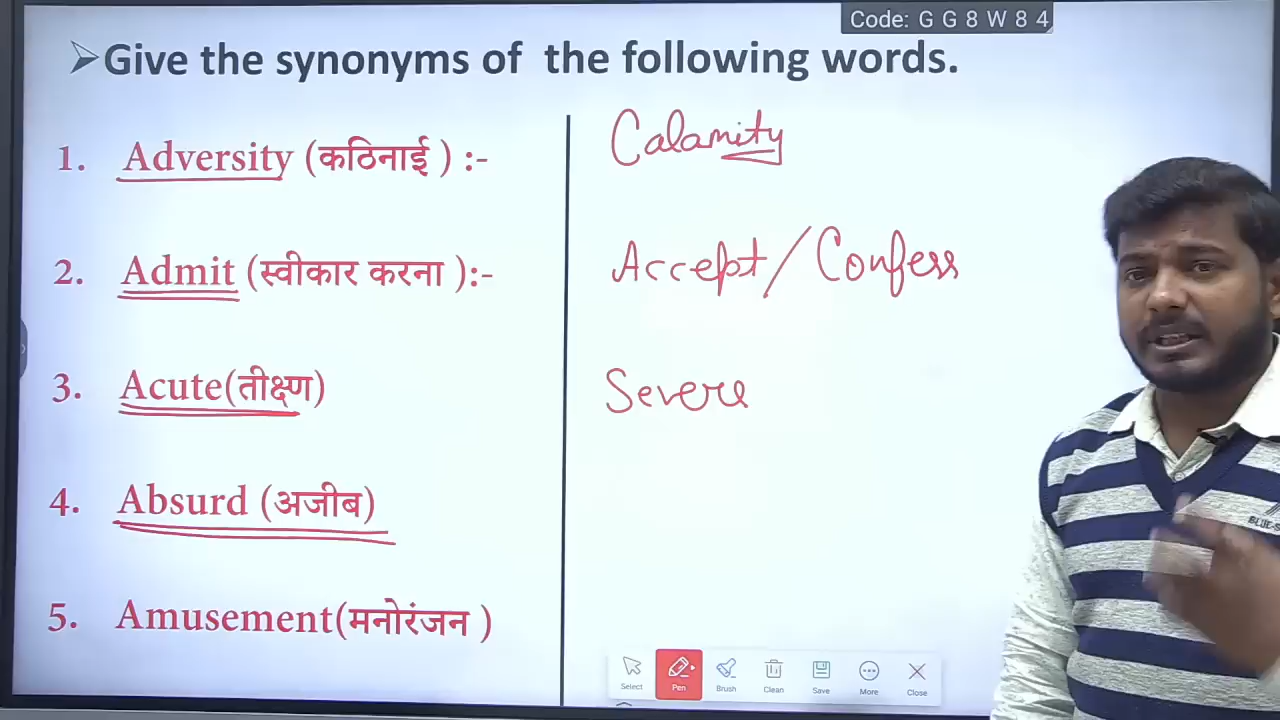 Code: G G 8 W 8 4
➢Give the synonyms of the following words.
1. Adversity (कठिनाई ) :- Calamity
2. Admit (स्वीकार करना ):- Accept/Confess
3. Acute(तीक्ष्ण) Severe
4. Absurd (अजीब)
BLUE-S
5. Amusement(मनोरंजन )
Select Pen Brush Clean Save More Close